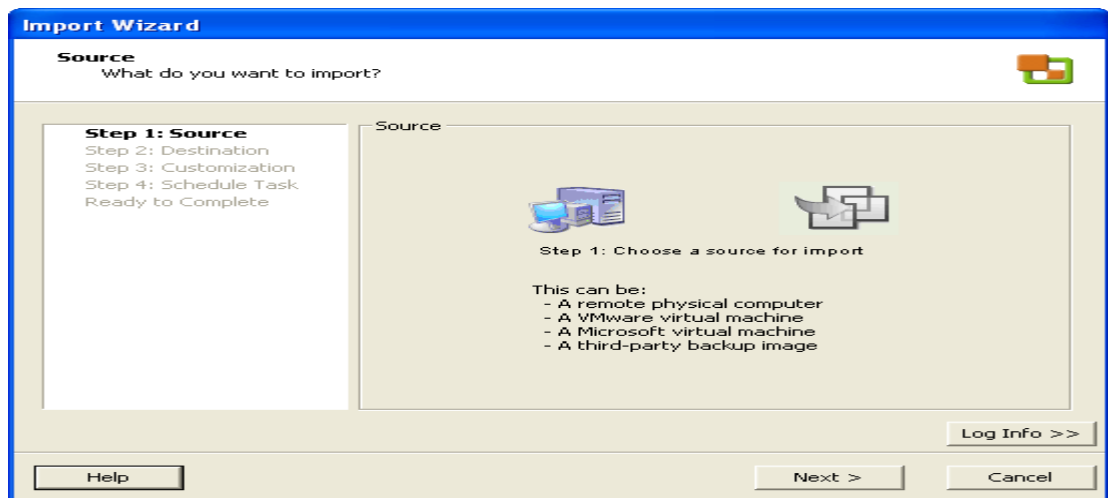 Import Wizard
Source
What do you want to import?
Step 1: Source
Step 2: Destination
Step 3: Customization
Step 4: Schedule Task
Ready to Complete
Source
Step 1: Choose a source for import
This can be:
- A remote physical computer
- A VMware virtual machine
- A Microsoft virtual machine
- A third-party backup image
Log Info >>
Help
Next >
Cancel